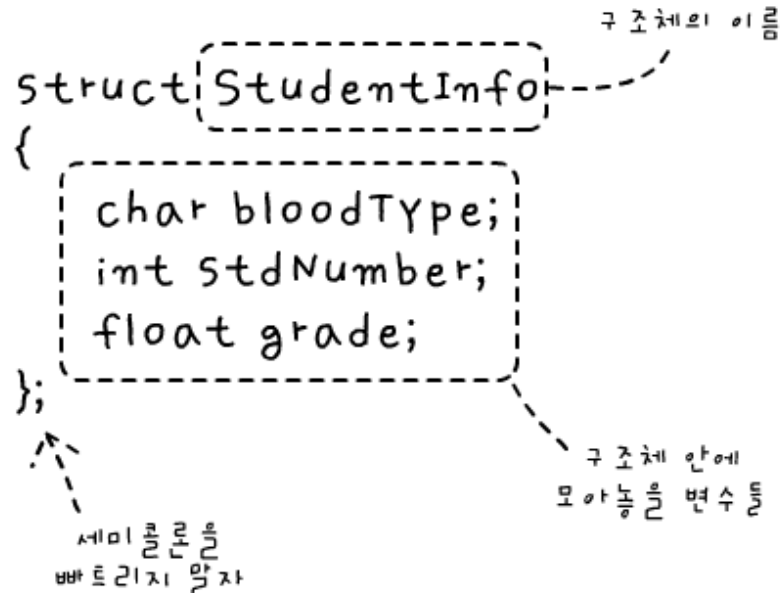 구조체의 이름
struct StudentInfo
{
char bloodType;
int stdNumber;
float grade;
};
구조체 안에
모아놓을 변수들
세미콜론을
빠트리지 말자